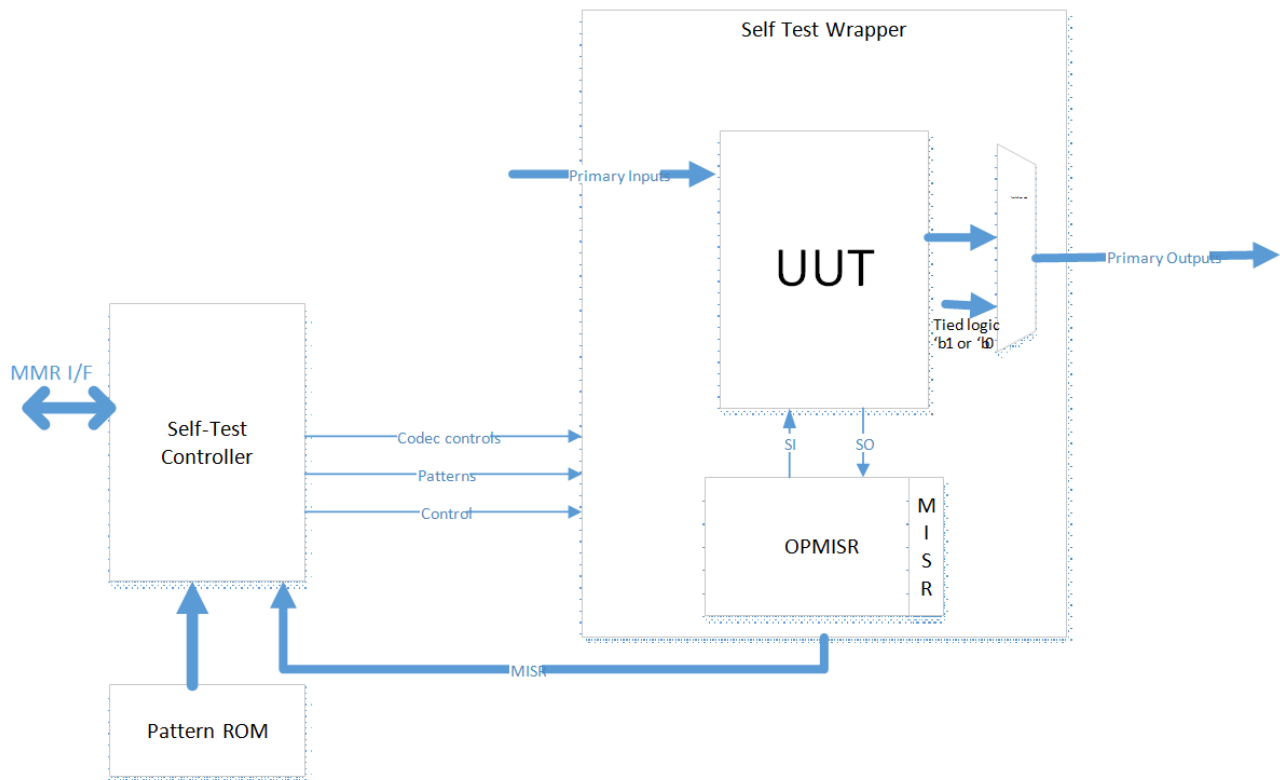 Self Test Wrapper
Primary Inputs
UUT
Primary Outputs
Tied logic
‘b1 or ‘b0
MMR I/F
Self-Test
Controller
Codec controls
Patterns
Control
SI
SO
OPMISR
M
I
S
R
MISR
Pattern ROM